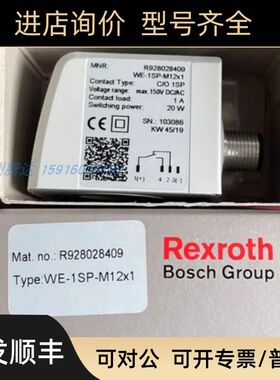 进店询价 型号齐全
MNR: R928028409
WE-1SP-M12x1
Contact Type: C/O 1SP
Voltage range: max.150V DC/AC
Contact load: 1 A
Switching power: 20 W
SN.: 103086
KW 45/19
1(+) 4 2 3(-)
Mat. no.: R928028409
Type:WE-1SP-M12x1
Rexroth
Bosch Group
发顺丰
可对公 可开专票/普